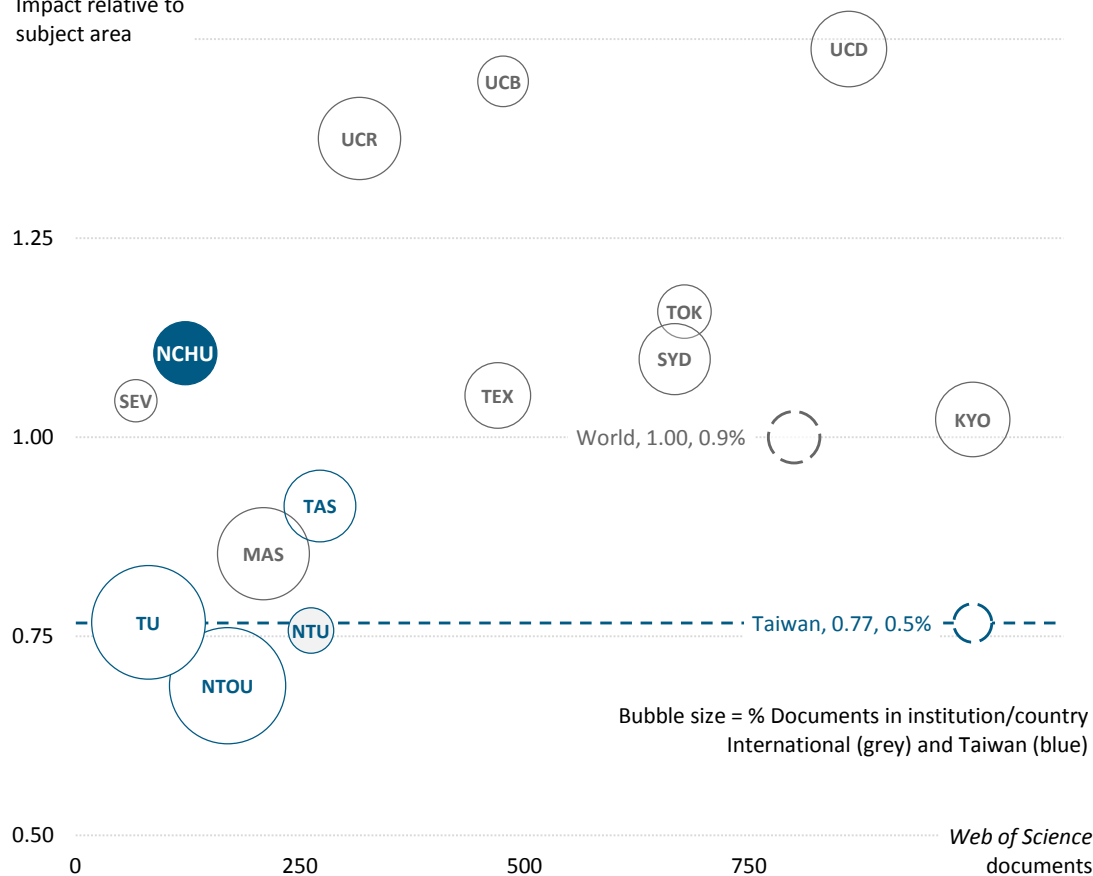 Impact relative to
subject area
UCD
UCB
UCR
1.25
TOK
NCHU
SYD
SEV
TEX
KYO
1.00
World, 1.00, 0.9%
TAS
MAS
TU
Taiwan, 0.77, 0.5%
NTU
0.75
NTOU
Bubble size = % Documents in institution/country
International (grey) and Taiwan (blue)
0.50
Web of Science
documents
0
250
500
750